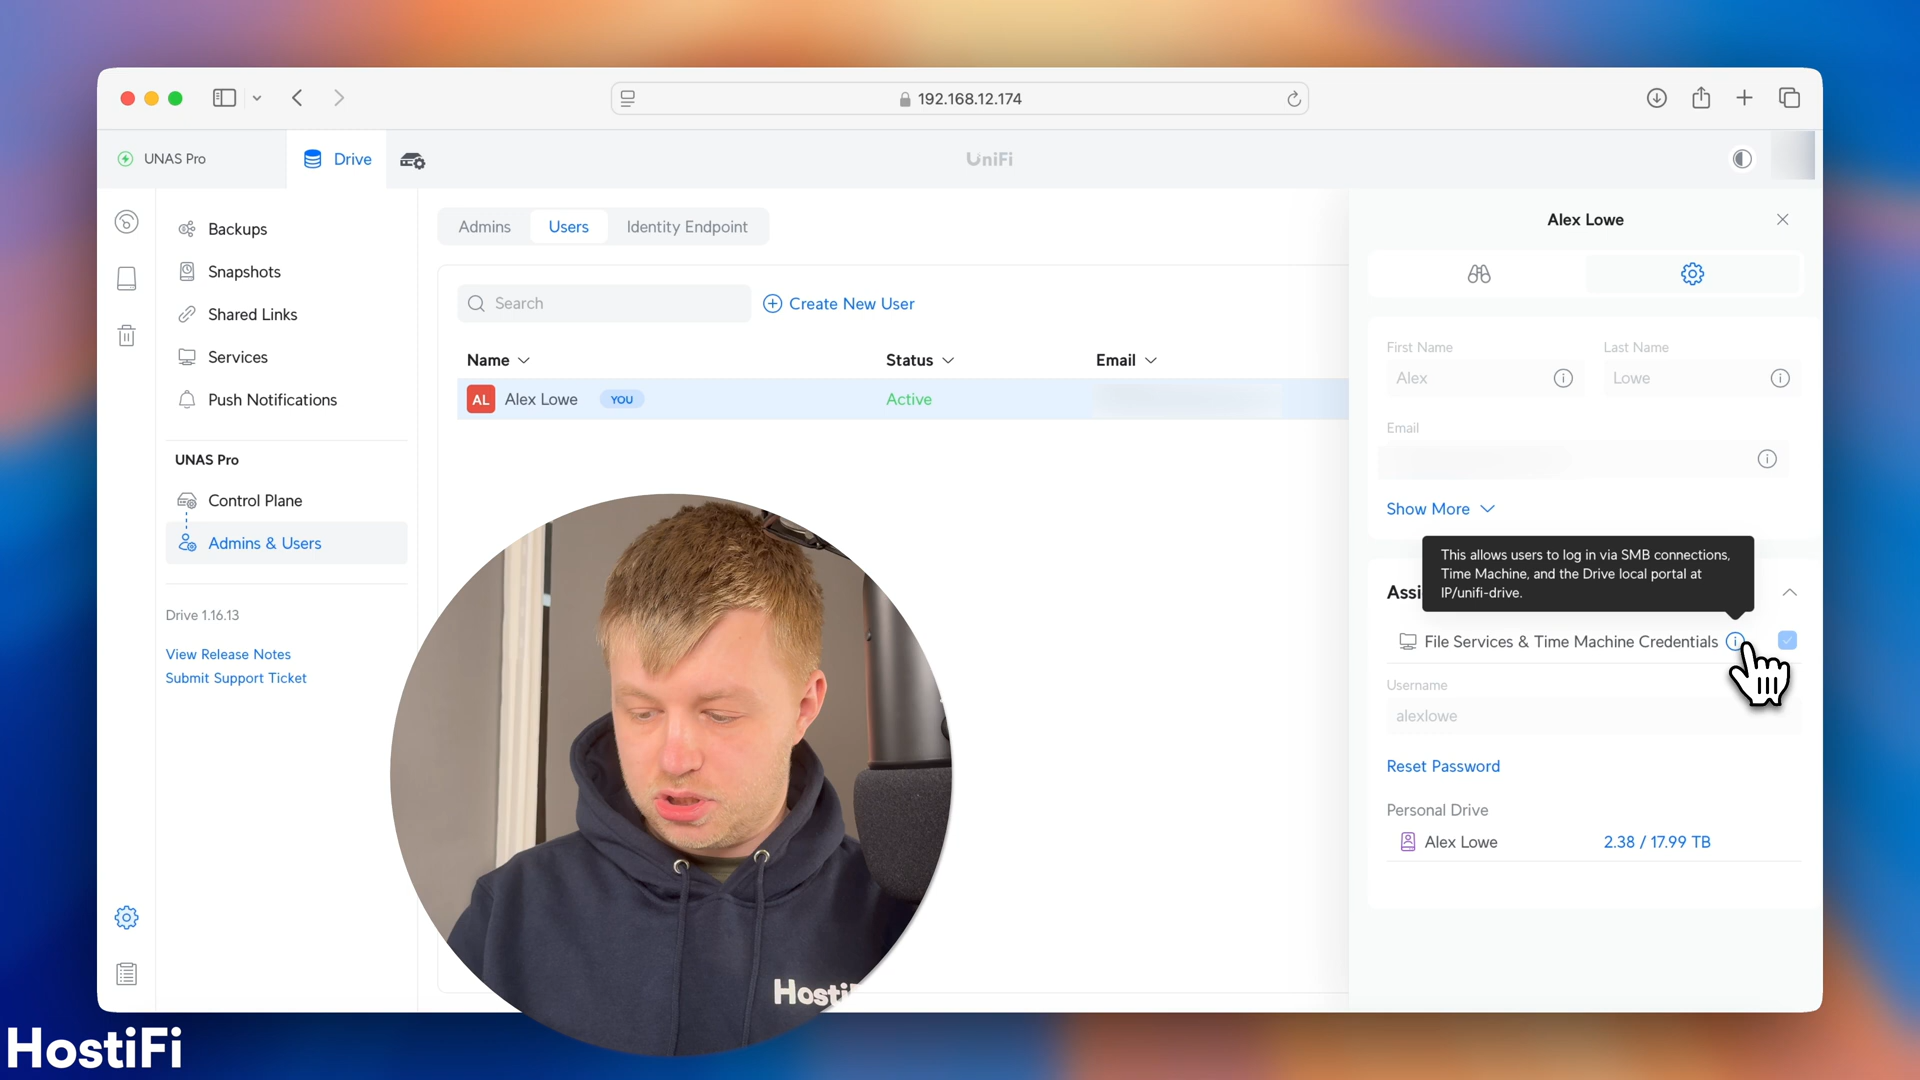 192.168.12.174
UNAS Pro
Drive
UniFi
Backups
Snapshots
Shared Links
Services
Push Notifications
UNAS Pro
Control Plane
Admins & Users
Drive 1.16.13
View Release Notes
Submit Support Ticket
Admins
Users
Identity Endpoint
Search
Create New User
Name
Status
Email
AL
Alex Lowe
YOU
Active
Alex Lowe
First Name
Last Name
Alex
Lowe
Email
Show More
This allows users to log in via SMB connections,
Time Machine, and the Drive local portal at
IP/unifi-drive.
Assi
File Services & Time Machine Credentials
Username
alexlowe
Reset Password
Personal Drive
Alex Lowe
2.38 / 17.99 TB
Hosti
HostiFi